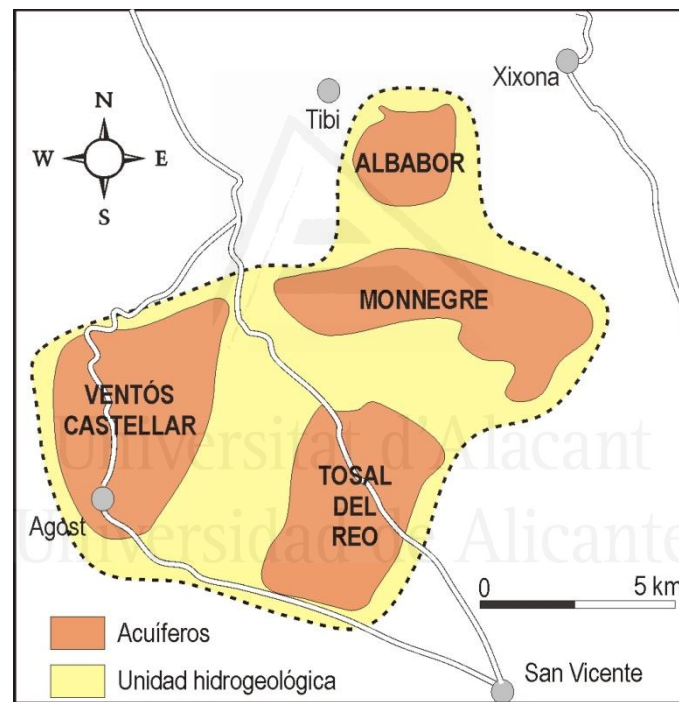 Xixona
Tibi
N
W
E
S
ALBABOR
MONNEGRE
VENTÓS
CASTELLAR
TOSAL
DEL
REO
Agost
Universitat d'Alacant
Universidad de Alicante
0
5 km
Acuíferos
Unidad hidrogeológica
San Vicente